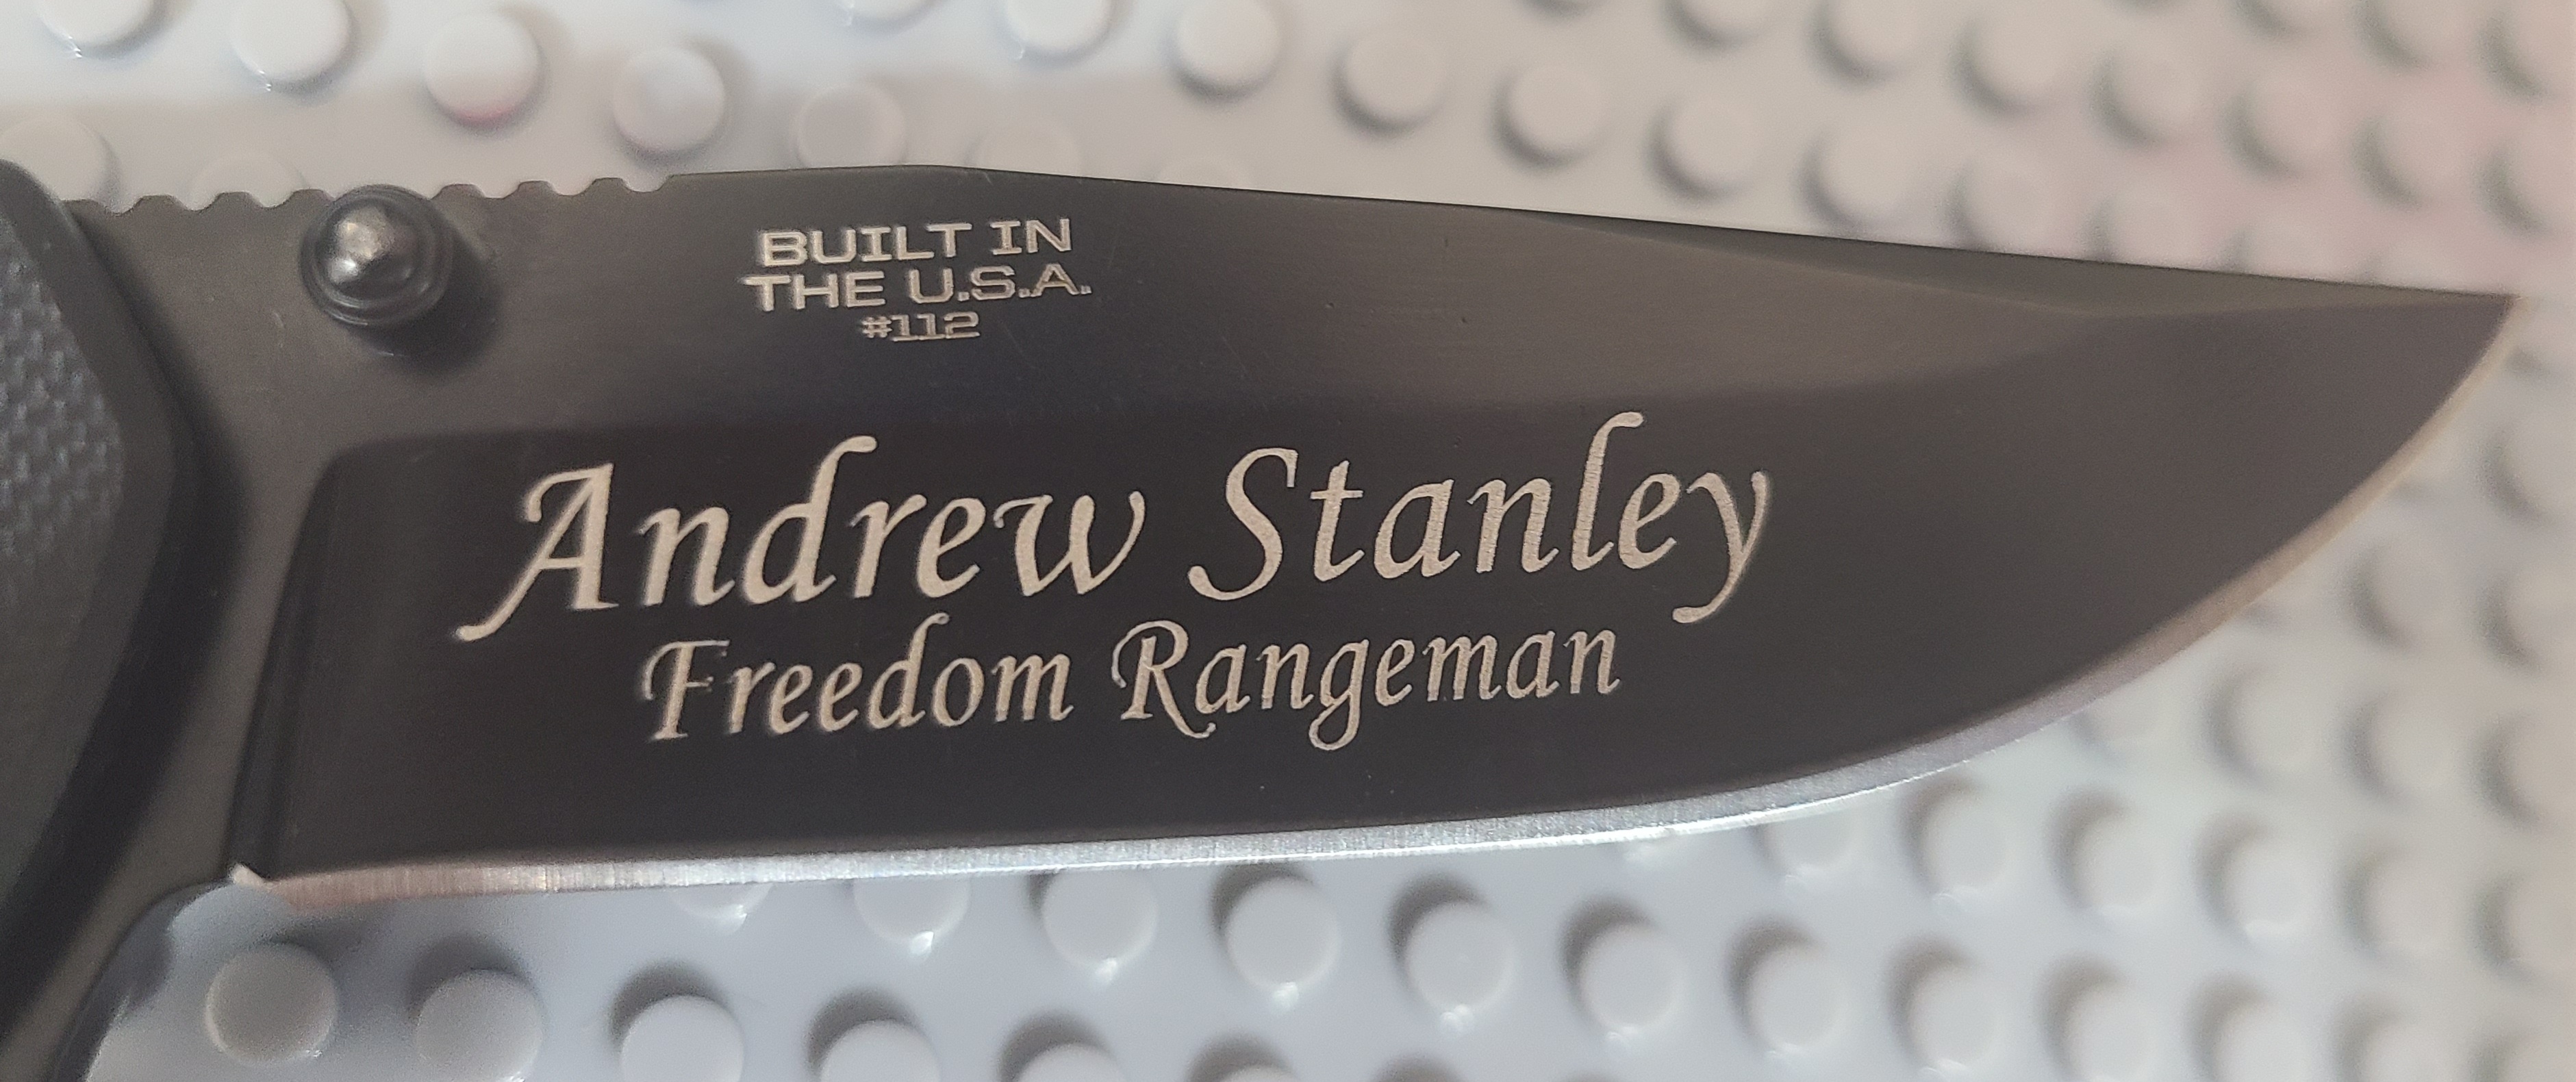 BUILT IN
THE U.S.A.
#112
Andrew Stanley
Freedom Rangeman